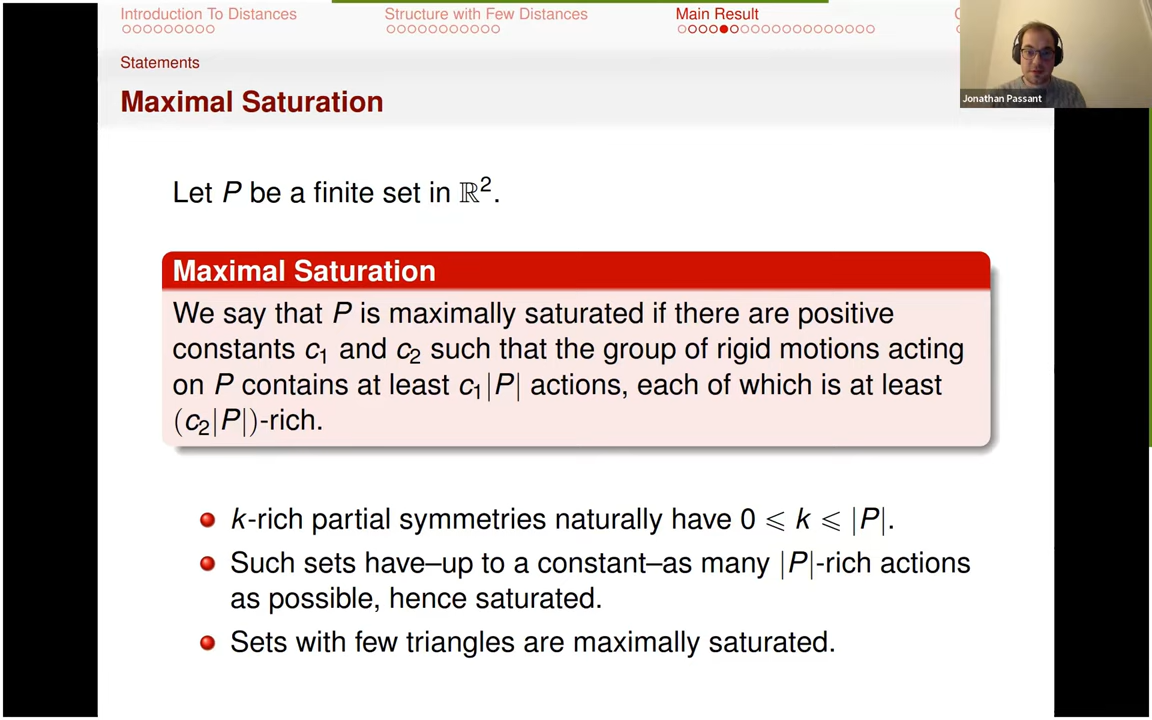 Introduction To Distances
Structure with Few Distances
Main Result
Statements
Maximal Saturation
Jonathan Passant
Let P be a finite set in ℝ².
Maximal Saturation
We say that P is maximally saturated if there are positive
constants c₁ and c₂ such that the group of rigid motions acting
on P contains at least c₁|P| actions, each of which is at least
(c₂|P|)-rich.
k-rich partial symmetries naturally have 0 ⩽ k ⩽ |P|.
Such sets have–up to a constant–as many |P|-rich actions
as possible, hence saturated.
Sets with few triangles are maximally saturated.